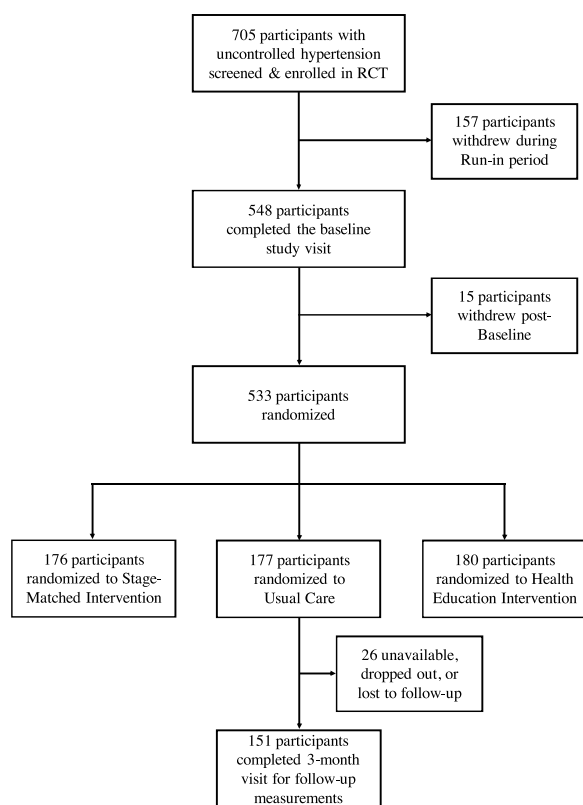 705 participants with
uncontrolled hypertension
screened & enrolled in RCT
157 participants
withdrew during
Run-in period
548 participants
completed the baseline
study visit
15 participants
withdrew post-
Baseline
533 participants
randomized
176 participants
randomized to Stage-
Matched Intervention
177 participants
randomized to
Usual Care
180 participants
randomized to Health
Education Intervention
26 unavailable,
dropped out, or
lost to follow-up
151 participants
completed 3-month
visit for follow-up
measurements